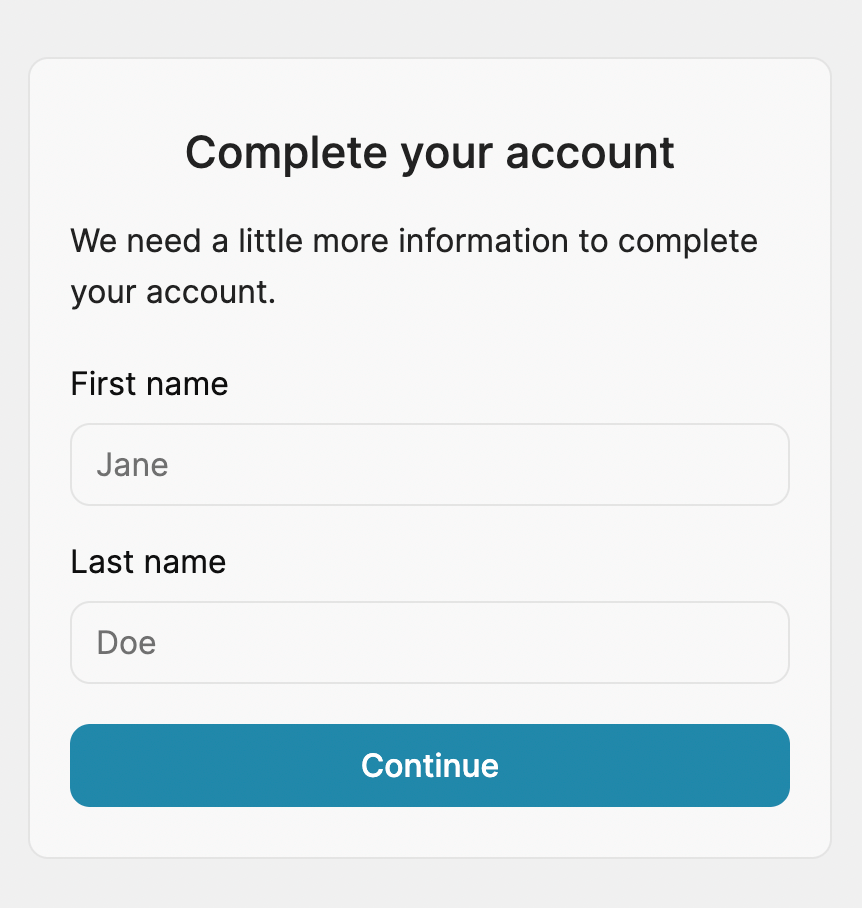 Complete your account
We need a little more information to complete
your account.
First name
Jane
Last name
Doe
Continue